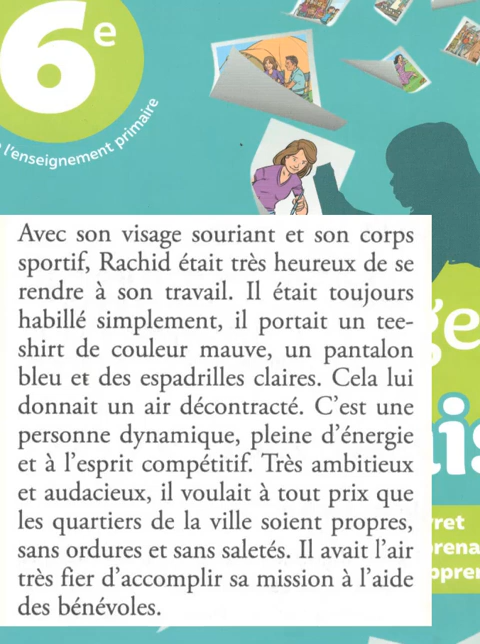 6e
l'enseignement primaire
Avec son visage souriant et son corps
sportif, Rachid était très heureux de se
rendre à son travail. Il était toujours
habillé simplement, il portait un tee-
shirt de couleur mauve, un pantalon
bleu et des espadrilles claires. Cela lui
donnait un air décontracté. C'est une
personne dynamique, pleine d'énergie
et à l'esprit compétitif. Très ambitieux
et audacieux, il voulait à tout prix que
les quartiers de la ville soient propres,
sans ordures et sans saletés. Il avait l'air
très fier d'accomplir sa mission à l'aide
des bénévoles.